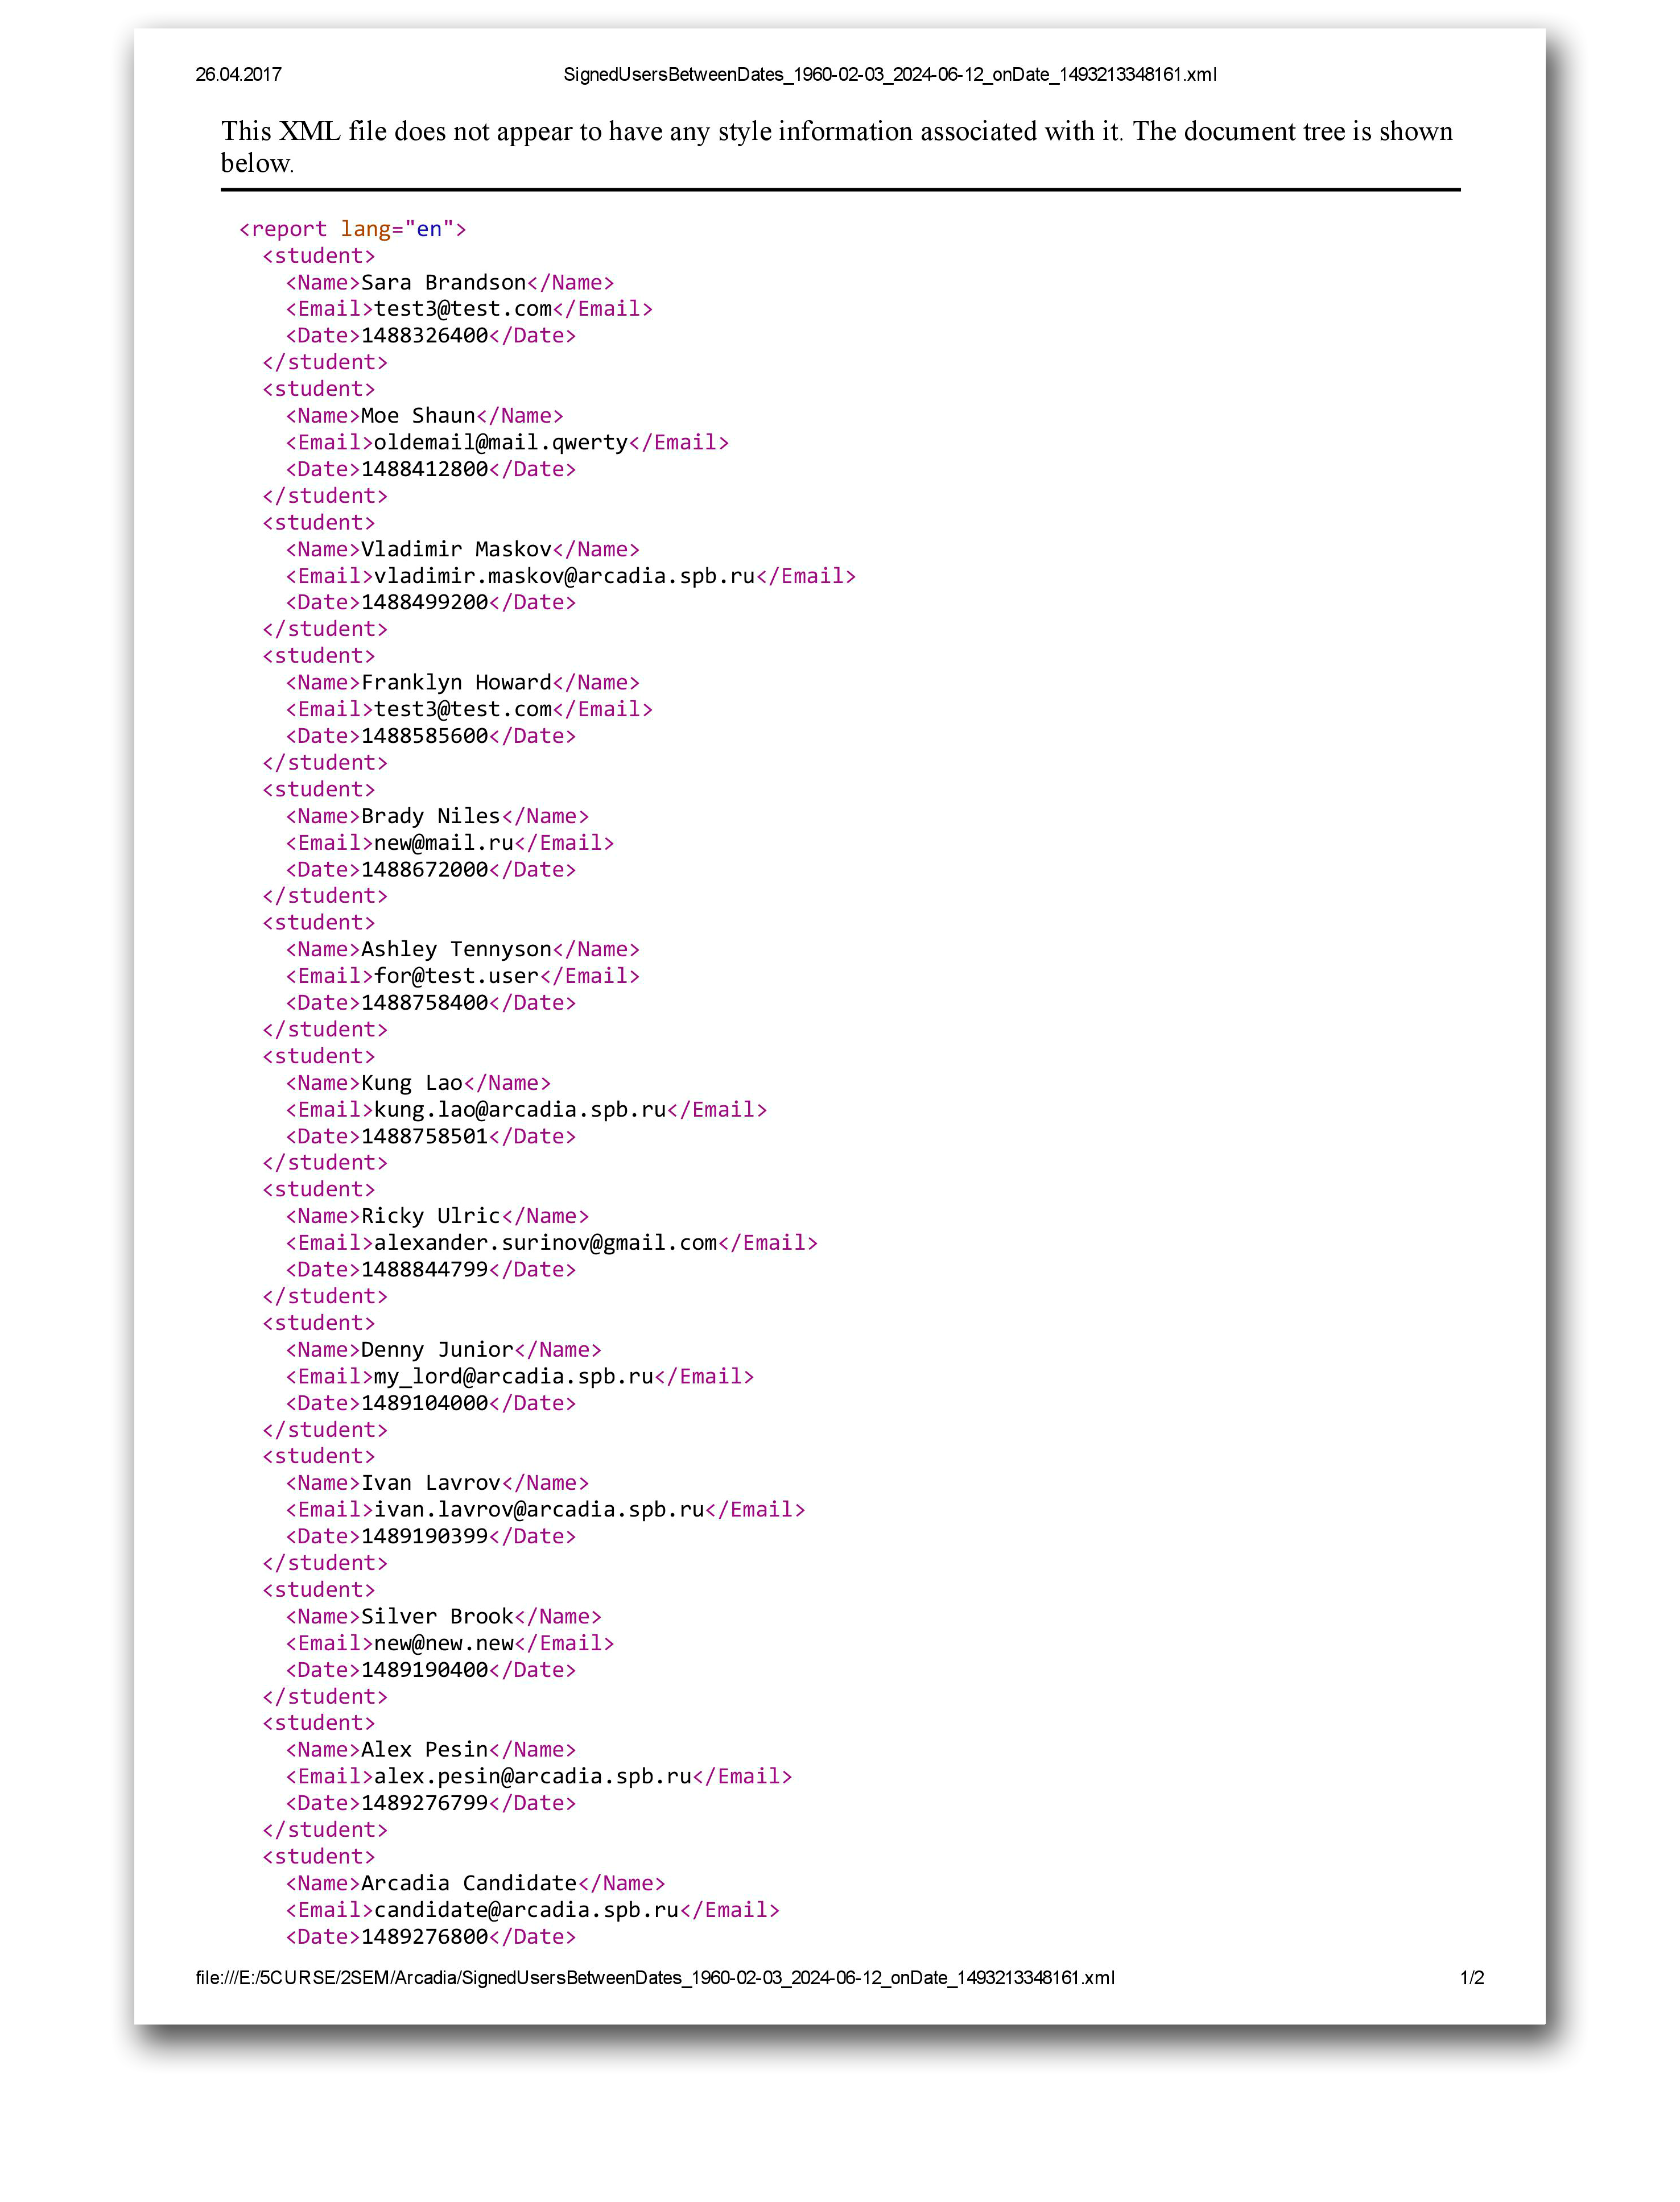 26.04.2017 SignedUsersBetweenDates_1960-02-03_2024-06-12_onDate_1493213348161.xml
This XML file does not appear to have any style information associated with it. The document tree is shown
below.
<report lang="en">
<student>
<Name>Sara Brandson</Name>
<Email>test3@test.com</Email>
<Date>1488326400</Date>
</student>
<student>
<Name>Moe Shaun</Name>
<Email>oldemail@mail.qwerty</Email>
<Date>1488412800</Date>
</student>
<student>
<Name>Vladimir Maskov</Name>
<Email>vladimir.maskov@arcadia.spb.ru</Email>
<Date>1488499200</Date>
</student>
<student>
<Name>Franklyn Howard</Name>
<Email>test3@test.com</Email>
<Date>1488585600</Date>
</student>
<student>
<Name>Brady Niles</Name>
<Email>new@mail.ru</Email>
<Date>1488672000</Date>
</student>
<student>
<Name>Ashley Tennyson</Name>
<Email>for@test.user</Email>
<Date>1488758400</Date>
</student>
<student>
<Name>Kung Lao</Name>
<Email>kung.lao@arcadia.spb.ru</Email>
<Date>1488758501</Date>
</student>
<student>
<Name>Ricky Ulric</Name>
<Email>alexander.surinov@gmail.com</Email>
<Date>1488844799</Date>
</student>
<student>
<Name>Denny Junior</Name>
<Email>my_lord@arcadia.spb.ru</Email>
<Date>1489104000</Date>
</student>
<student>
<Name>Ivan Lavrov</Name>
<Email>ivan.lavrov@arcadia.spb.ru</Email>
<Date>1489190399</Date>
</student>
<student>
<Name>Silver Brook</Name>
<Email>new@new.new</Email>
<Date>1489190400</Date>
</student>
<student>
<Name>Alex Pesin</Name>
<Email>alex.pesin@arcadia.spb.ru</Email>
<Date>1489276799</Date>
</student>
<student>
<Name>Arcadia Candidate</Name>
<Email>candidate@arcadia.spb.ru</Email>
<Date>1489276800</Date>
file:///E:/5CURSE/2SEM/Arcadia/SignedUsersBetweenDates_1960-02-03_2024-06-12_onDate_1493213348161.xml 1/2